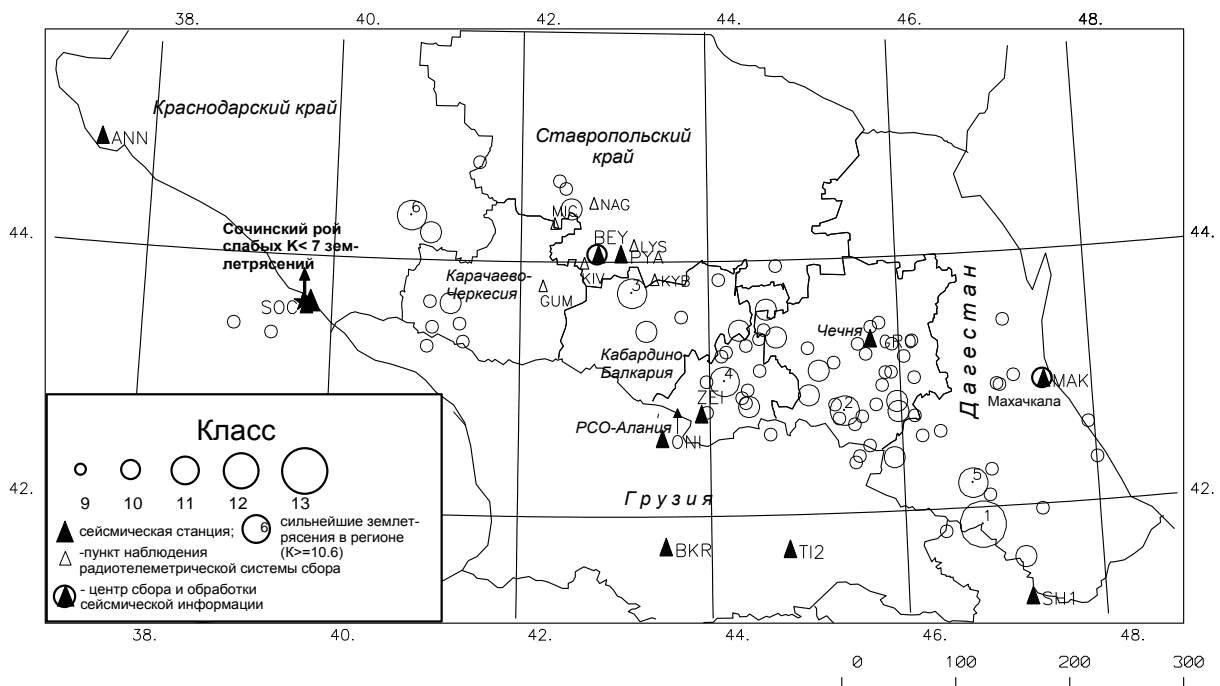 38.
40.
42.
44.
46.
48.
Краснодарский край
ANN
Ставропольский
край
6
MIC
NAG
44.
44.
Сочинский рой
слабых K< 7 зем-
летрясений
BEY
LYS
PYA
KIV
KYB
Карачаево-
Черкесия
GUM
3
SOC
Чечня
GRO
Дагестан
Кабардино-
Балкария
4
MAK
Махачкала
ZEI
2
РСО-Алания
ONI
5
42.
42.
Грузия
1
BKR
TI2
SH1
Класс
9
10
11
12
13
сейсмическая станция;
6
сильнейшие землет-
рясения в регионе
(K>=10.6)
-пункт наблюдения
радиотелеметрической системы сбора
- центр сбора и обработки
сейсмической информации
38.
40.
42.
44.
46.
48.
0
100
200
300